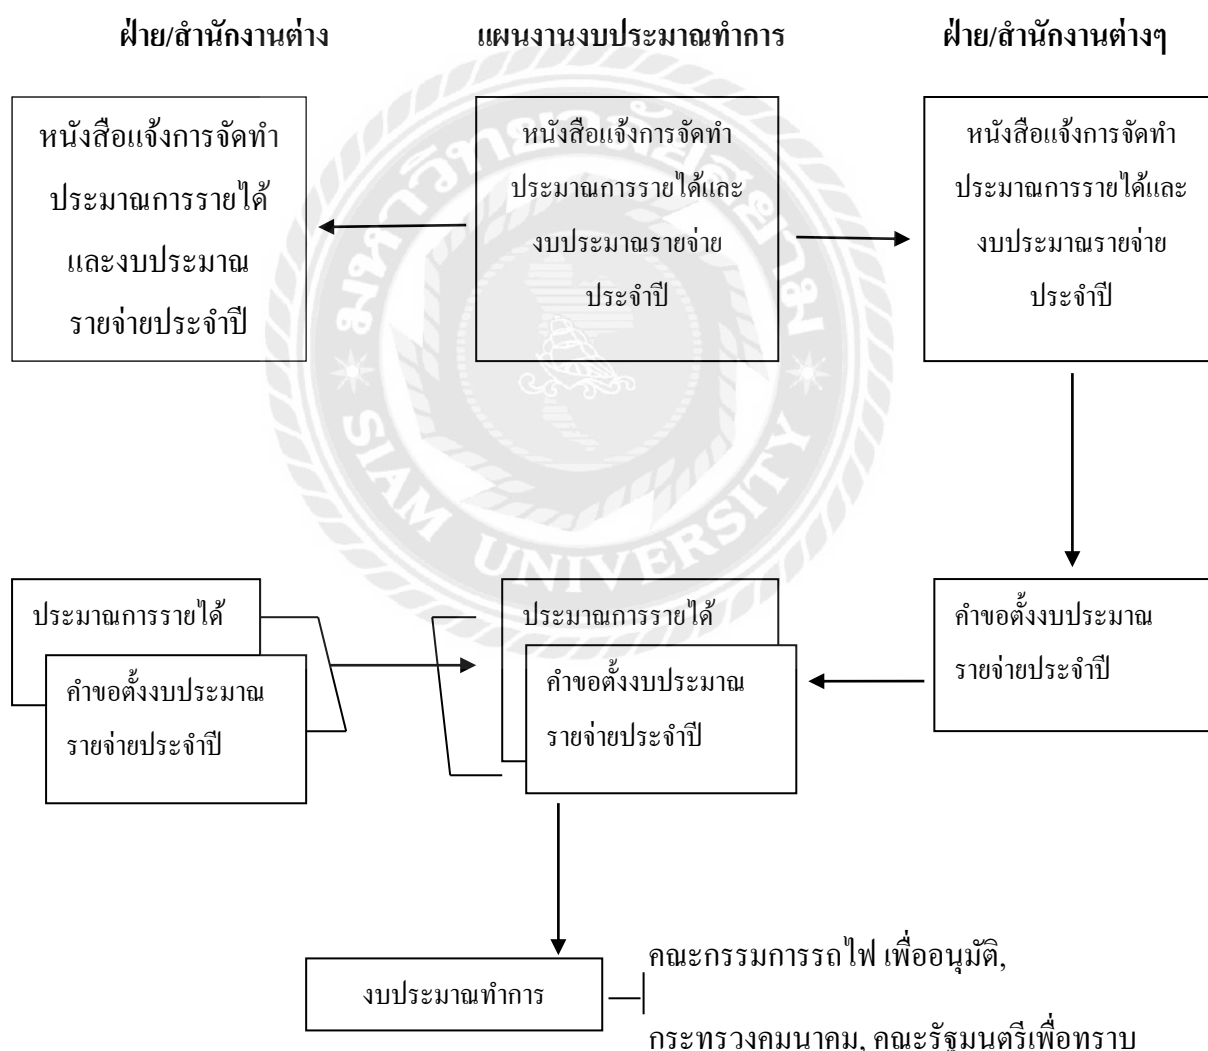 ฝ่าย/สำนักงานต่าง
แผนงานงบประมาณทำการ
ฝ่าย/สำนักงานต่างๆ
หนังสือแจ้งการจัดทำ
ประมาณการรายได้
และงบประมาณ
รายจ่ายประจำปี
หนังสือแจ้งการจัดทำ
ประมาณการรายได้และ
งบประมาณรายจ่าย
ประจำปี
หนังสือแจ้งการจัดทำ
ประมาณการรายได้และ
งบประมาณรายจ่าย
ประจำปี
มหาวิทยาลัยสยาม
SIAM UNIVERSITY
ประมาณการรายได้
คำขอตั้งงบประมาณ
รายจ่ายประจำปี
ประมาณการรายได้
คำขอตั้งงบประมาณ
รายจ่ายประจำปี
คำขอตั้งงบประมาณ
รายจ่ายประจำปี
งบประมาณทำการ
คณะกรรมการรถไฟ เพื่ออนุมัติ,
กระทรวงคมนาคม, คณะรัฐมนตรีเพื่อทราบ